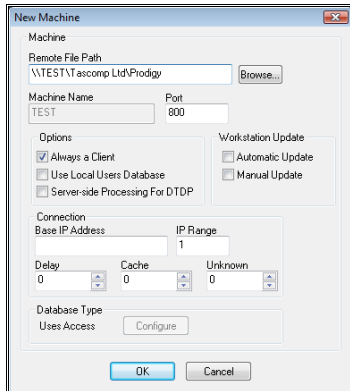 New Machine
Machine
Remote File Path
\\TEST\Tascomp Ltd\Prodigy
Browse...
Machine Name Port
TEST 800
Options Workstation Update
Always a Client Automatic Update
Use Local Users Database Manual Update
Server-side Processing For DTDP
Connection
Base IP Address IP Range
1
Delay Cache Unknown
0 0 0
Database Type
Uses Access Configure
OK Cancel